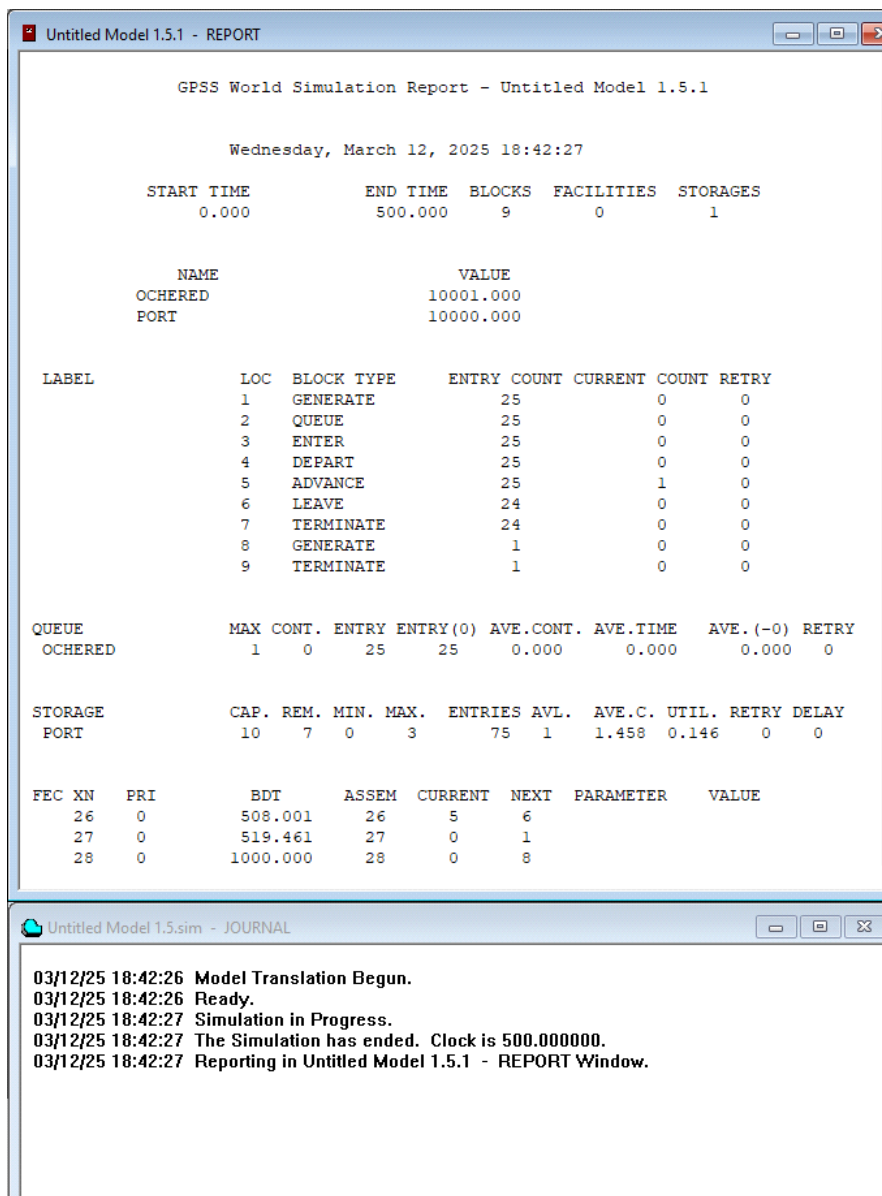 Untitled Model 1.5.1 - REPORT
GPSS World Simulation Report - Untitled Model 1.5.1
Wednesday, March 12, 2025 18:42:27
START TIME END TIME BLOCKS FACILITIES STORAGES
0.000 500.000 9 0 1
NAME VALUE
OCHERED 10001.000
PORT 10000.000
LABEL LOC BLOCK TYPE ENTRY COUNT CURRENT COUNT RETRY
1 GENERATE 25 0 0
2 QUEUE 25 0 0
3 ENTER 25 0 0
4 DEPART 25 0 0
5 ADVANCE 25 1 0
6 LEAVE 24 0 0
7 TERMINATE 24 0 0
8 GENERATE 1 0 0
9 TERMINATE 1 0 0
QUEUE MAX CONT. ENTRY ENTRY(0) AVE.CONT. AVE.TIME AVE.(-0) RETRY
OCHERED 1 0 25 25 0.000 0.000 0.000 0
STORAGE CAP. REM. MIN. MAX. ENTRIES AVL. AVE.C. UTIL. RETRY DELAY
PORT 10 7 0 3 75 1 1.458 0.146 0 0
FEC XN PRI BDT ASSEM CURRENT NEXT PARAMETER VALUE
26 0 508.001 26 5 6
27 0 519.461 27 0 1
28 0 1000.000 28 0 8
Untitled Model 1.5.sim - JOURNAL
03/12/25 18:42:26 Model Translation Begun.
03/12/25 18:42:26 Ready.
03/12/25 18:42:27 Simulation in Progress.
03/12/25 18:42:27 The Simulation has ended. Clock is 500.000000.
03/12/25 18:42:27 Reporting in Untitled Model 1.5.1 - REPORT Window.